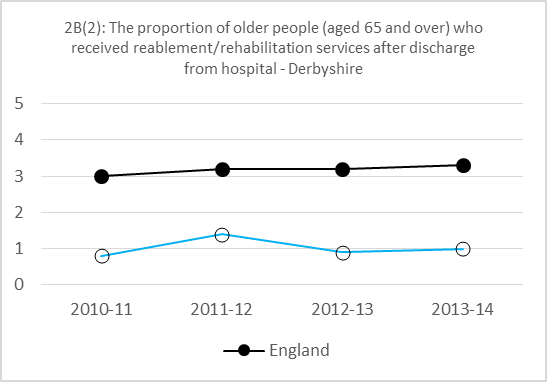 2B(2): The proportion of older people (aged 65 and over) who
received reablement/rehabilitation services after discharge
from hospital - Derbyshire
5
4
3
2
1
0
2010-11 2011-12 2012-13 2013-14
England